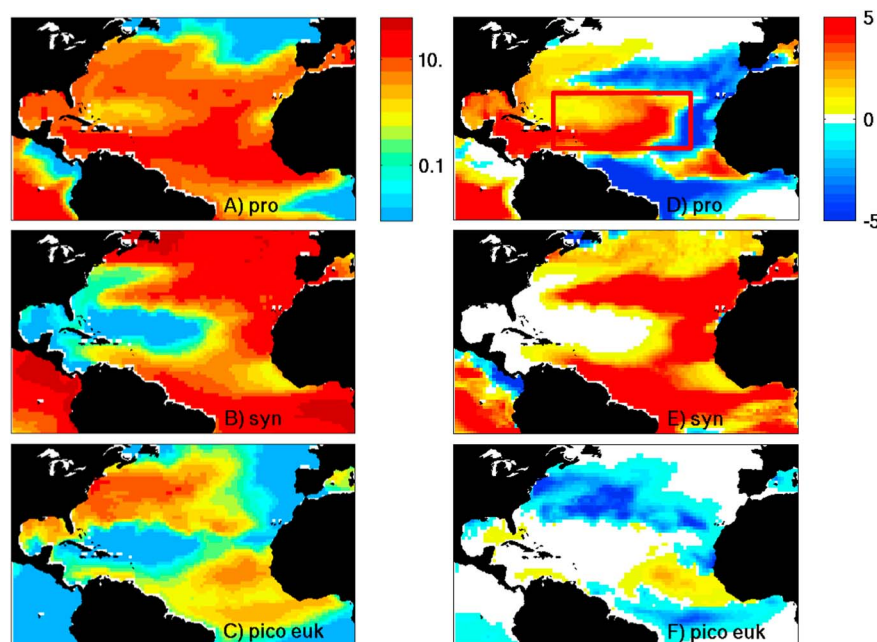 10.
0.1
A) pro
B) syn
C) pico euk
5
0
-5
D) pro
E) syn
F) pico euk